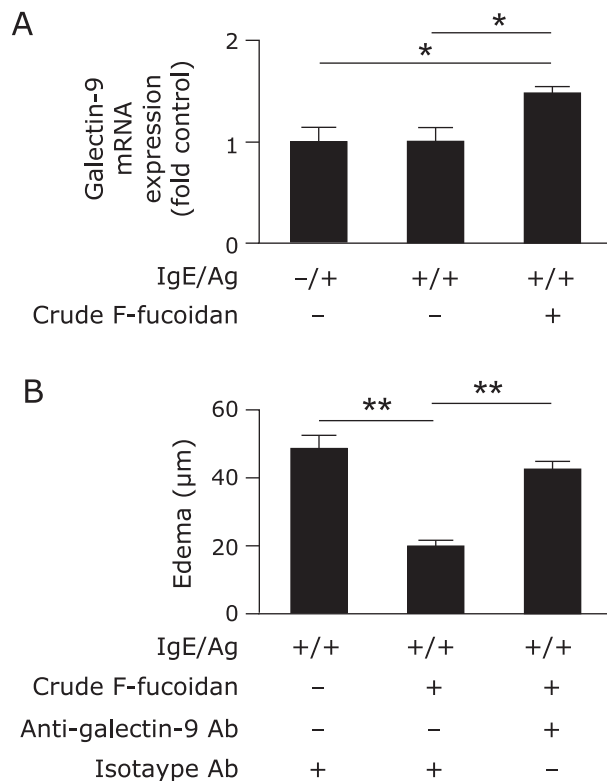 A
Galectin-9
mRNA
expression
(fold control)
2
1
0
*
*
IgE/Ag –/+ +/+ +/+
Crude F-fucoidan – – +
B
Edema (µm)
60
40
20
0
** **
IgE/Ag +/+ +/+ +/+
Crude F-fucoidan – + +
Anti-galectin-9 Ab – – +
Isotaype Ab + + –